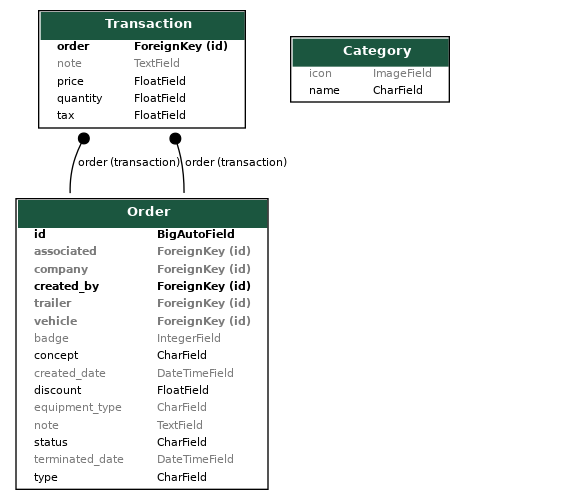 Transaction
order ForeignKey (id)
note TextField
price FloatField
quantity FloatField
tax FloatField
Category
icon ImageField
name CharField
order (transaction) order (transaction)
Order
id BigAutoField
associated ForeignKey (id)
company ForeignKey (id)
created_by ForeignKey (id)
trailer ForeignKey (id)
vehicle ForeignKey (id)
badge IntegerField
concept CharField
created_date DateTimeField
discount FloatField
equipment_type CharField
note TextField
status CharField
terminated_date DateTimeField
type CharField